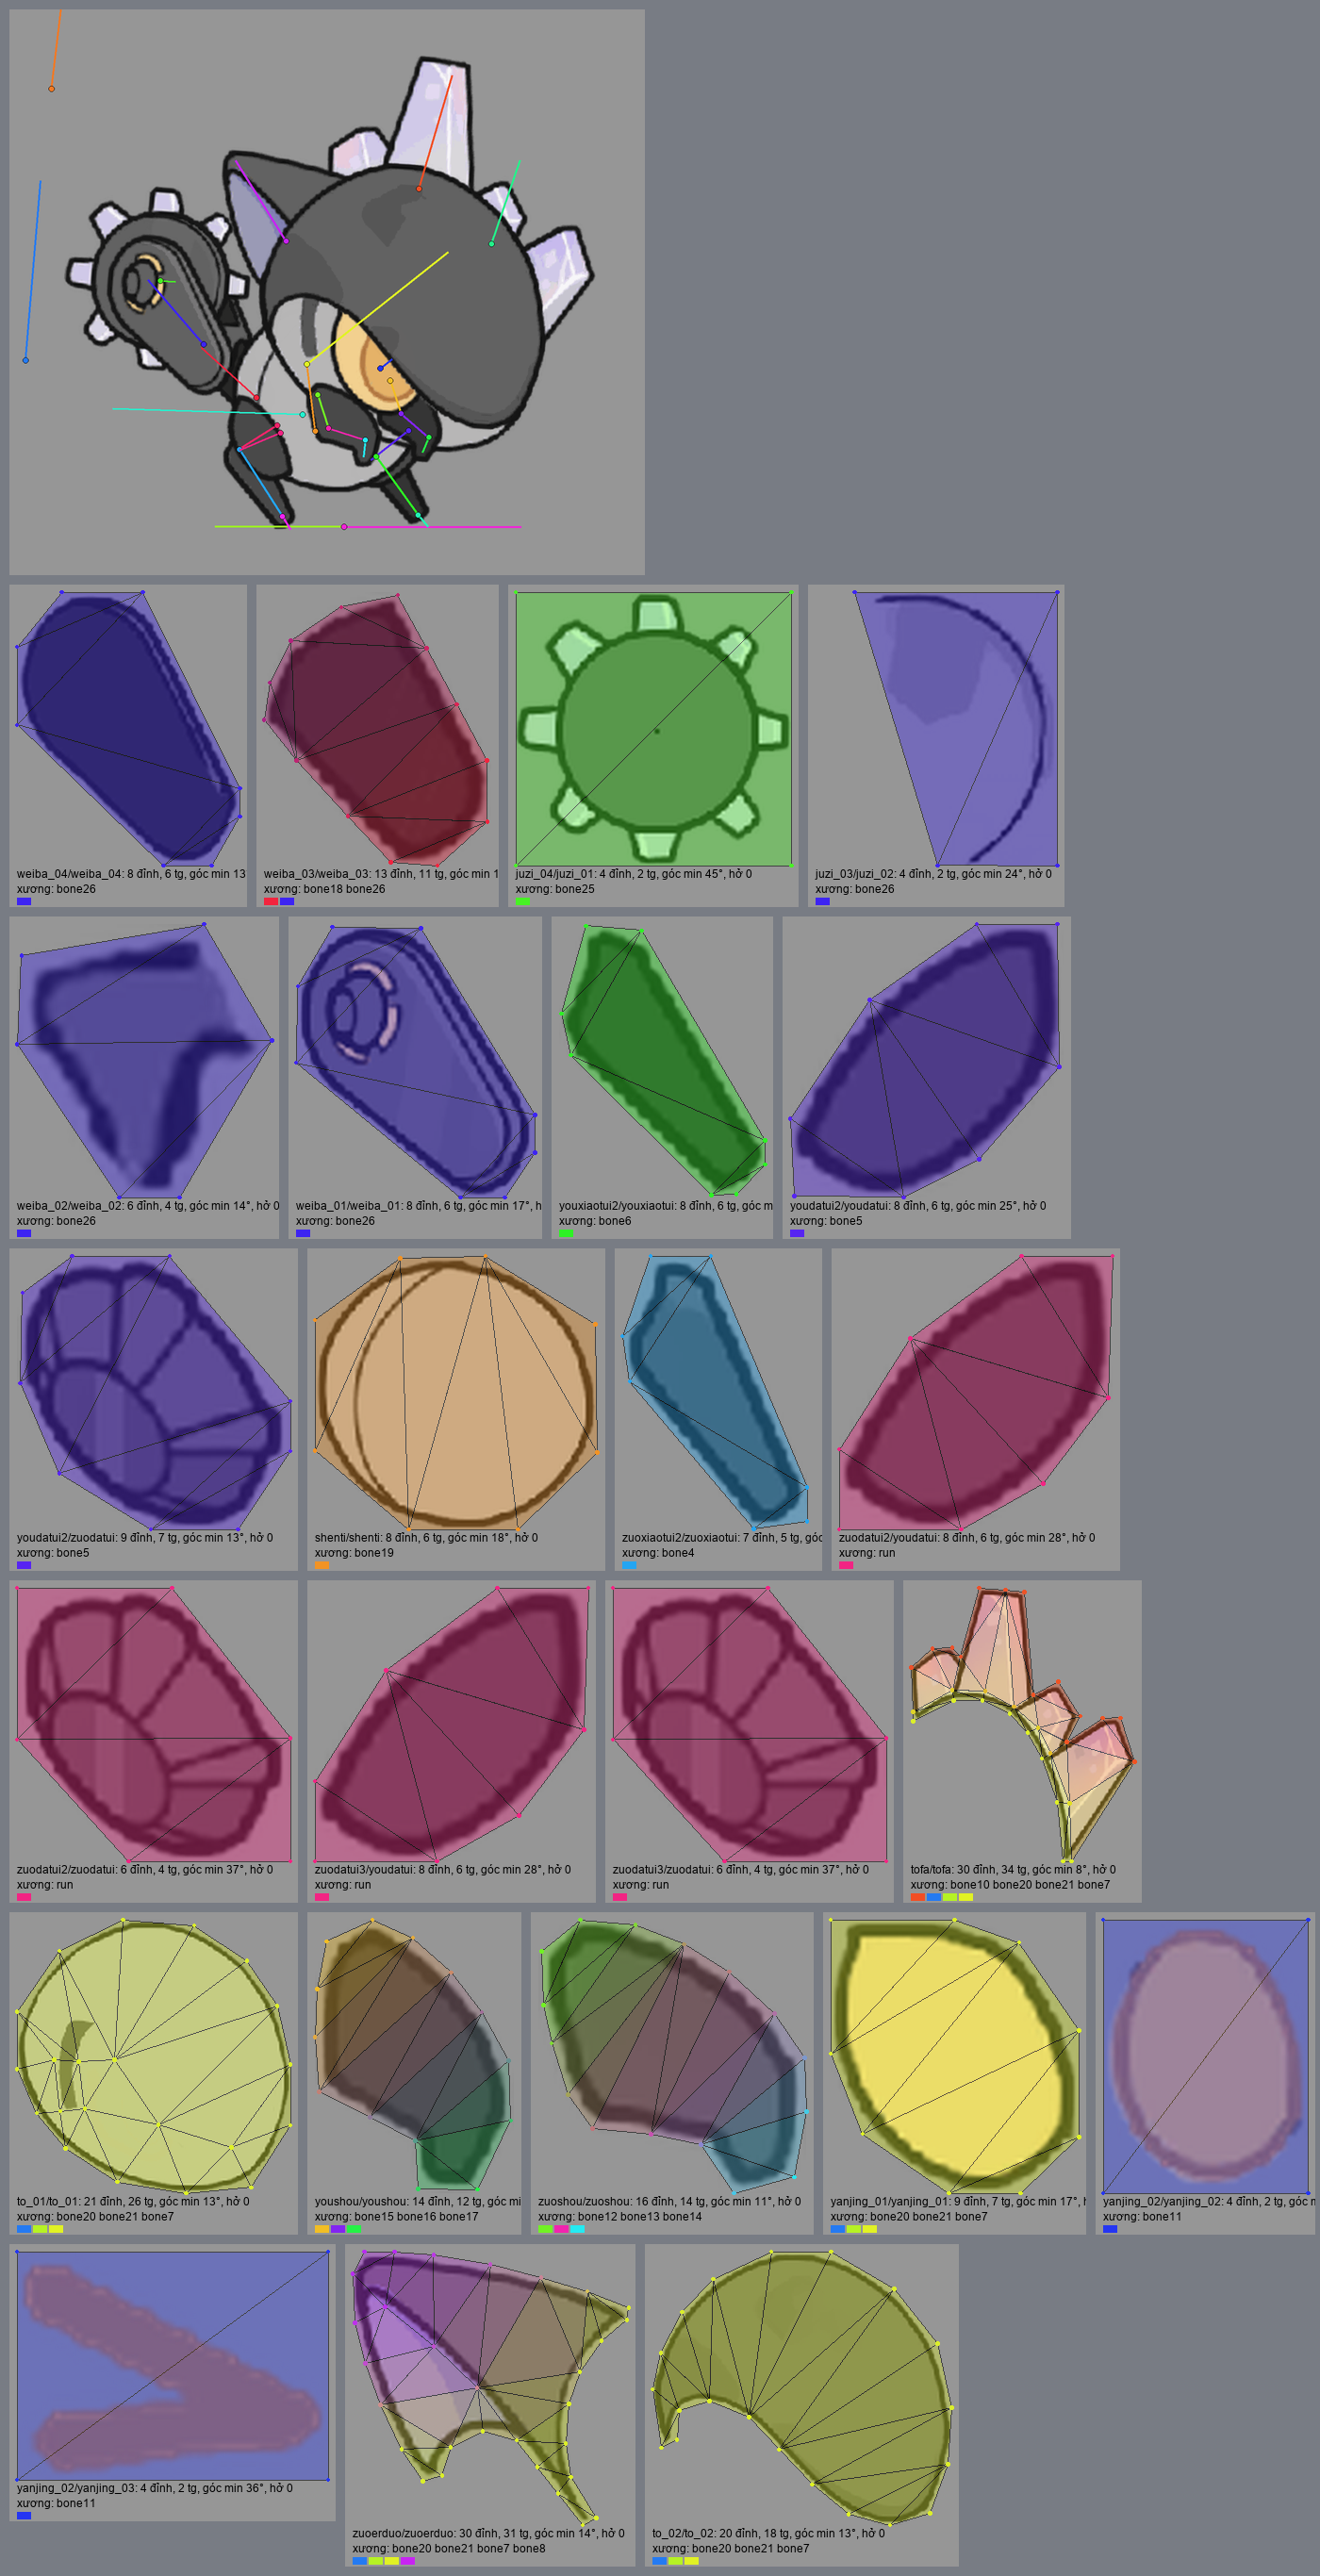 weiba_04/weiba_04: 8 đỉnh, 6 tg, góc min 13
xương: bone26
weiba_03/weiba_03: 13 đỉnh, 11 tg, góc min 1
xương: bone18 bone26
juzi_04/juzi_01: 4 đỉnh, 2 tg, góc min 45°, hở 0
xương: bone25
juzi_03/juzi_02: 4 đỉnh, 2 tg, góc min 24°, hở 0
xương: bone26
weiba_02/weiba_02: 6 đỉnh, 4 tg, góc min 14°, hở 0
xương: bone26
weiba_01/weiba_01: 8 đỉnh, 6 tg, góc min 17°, h
xương: bone26
youxiaotui2/youxiaotui: 8 đỉnh, 6 tg, góc m
xương: bone6
youdatui2/youdatui: 8 đỉnh, 6 tg, góc min 25°, hở 0
xương: bone5
youdatui2/zuodatui: 9 đỉnh, 7 tg, góc min 13°, hở 0
xương: bone5
shenti/shenti: 8 đỉnh, 6 tg, góc min 18°, hở 0
xương: bone19
zuoxiaotui2/zuoxiaotui: 7 đỉnh, 5 tg, góc
xương: bone4
zuodatui2/youdatui: 8 đỉnh, 6 tg, góc min 28°, hở 0
xương: run
zuodatui2/zuodatui: 6 đỉnh, 4 tg, góc min 37°, hở 0
xương: run
zuodatui3/youdatui: 8 đỉnh, 6 tg, góc min 28°, hở 0
xương: run
zuodatui3/zuodatui: 6 đỉnh, 4 tg, góc min 37°, hở 0
xương: run
tofa/tofa: 30 đỉnh, 34 tg, góc min 8°, hở 0
xương: bone10 bone20 bone21 bone7
to_01/to_01: 21 đỉnh, 26 tg, góc min 13°, hở 0
xương: bone20 bone21 bone7
youshou/youshou: 14 đỉnh, 12 tg, góc mi
xương: bone15 bone16 bone17
zuoshou/zuoshou: 16 đỉnh, 14 tg, góc min 11°, hở 0
xương: bone12 bone13 bone14
yanjing_01/yanjing_01: 9 đỉnh, 7 tg, góc min 17°, h
xương: bone20 bone21 bone7
yanjing_02/yanjing_02: 4 đỉnh, 2 tg, góc m
xương: bone11
yanjing_02/yanjing_03: 4 đỉnh, 2 tg, góc min 36°, hở 0
xương: bone11
zuoerduo/zuoerduo: 30 đỉnh, 31 tg, góc min 14°, hở 0
xương: bone20 bone21 bone7 bone8
to_02/to_02: 20 đỉnh, 18 tg, góc min 13°, hở 0
xương: bone20 bone21 bone7